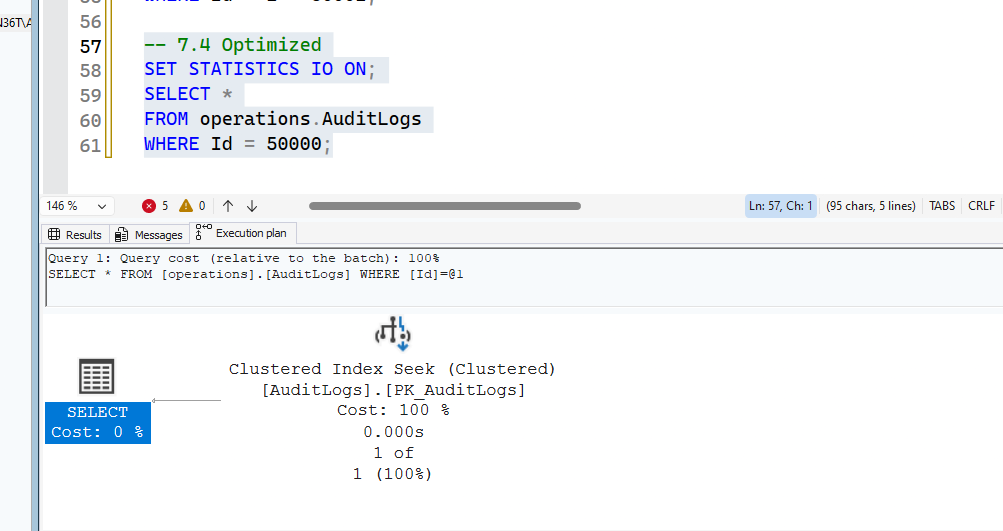 N36T\A
56
57 -- 7.4 Optimized
58 SET STATISTICS IO ON;
59 SELECT *
60 FROM operations.AuditLogs
61 WHERE Id = 50000;
146 % 5 0 Ln: 57, Ch: 1 (95 chars, 5 lines) TABS CRLF
Results Messages Execution plan
Query 1: Query cost (relative to the batch): 100%
SELECT * FROM [operations].[AuditLogs] WHERE [Id]=@1
Clustered Index Seek (Clustered)
[AuditLogs].[PK_AuditLogs]
Cost: 100 %
0.000s
1 of
1 (100%)
SELECT
Cost: 0 %